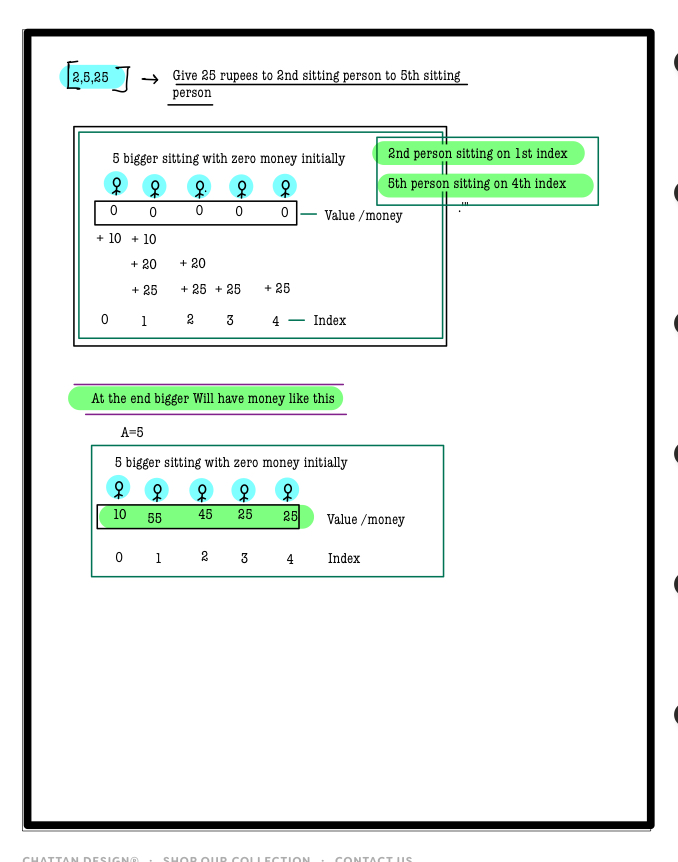 2,5,25 → Give 25 rupees to 2nd sitting person to 5th sitting
person
5 bigger sitting with zero money initially
2nd person sitting on 1st index
5th person sitting on 4th index
0 0 0 0 0 Value /money
+ 10 + 10
+ 20 + 20
+ 25 + 25 + 25 + 25
0 1 2 3 4 Index
At the end bigger Will have money like this
A=5
5 bigger sitting with zero money initially
10 55 45 25 25 Value /money
0 1 2 3 4 Index
CHATTAN DESIGN® · SHOP OUR COLLECTION · CONTACT US